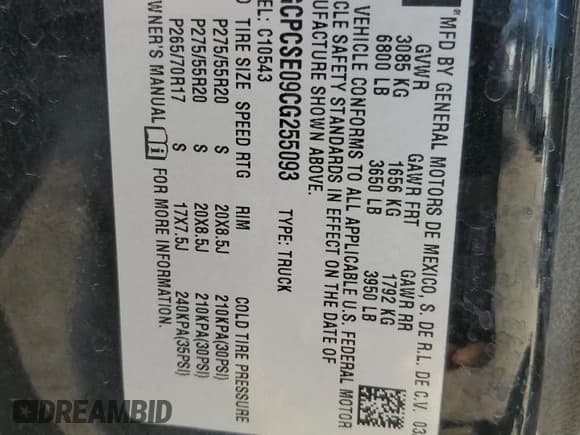 MFD BY GENERAL MOTORS DE MEXICO, S. DE R.L. DE C.V. 03
GVWR GAWR FRT GAWR RR
3085 KG 1656 KG 1792 KG
6800 LB 3650 LB 3950 LB
VEHICLE CONFORMS TO ALL APPLICABLE U.S. FEDERAL MOTOR
CLE SAFETY STANDARDS IN EFFECT ON THE DATE OF
UFACTURE SHOWN ABOVE.
GCPCSE09CG255093 TYPE: TRUCK
EL: C10543
TIRE SIZE SPEED RTG RIM COLD TIRE PRESSURE
P275/55R20 S 20X8.5J 210KPA(30PSI)
P275/55R20 S 20X8.5J 210KPA(30PSI)
P265/70R17 S 17X7.5J 240KPA(35PSI)
OWNER'S MANUAL i FOR MORE INFORMATION.
DREAMBID